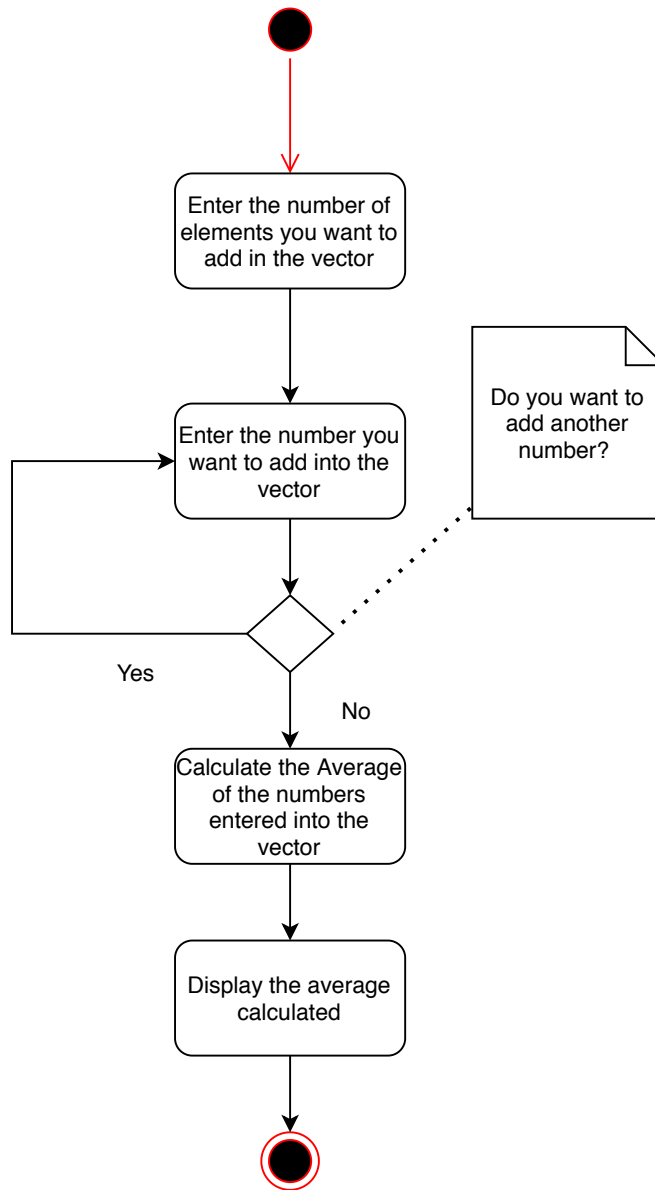 Enter the number of
elements you want to
add in the vector
Enter the number you
want to add into the
vector
Do you want to
add another
number?
Yes
No
Calculate the Average
of the numbers
entered into the
vector
Display the average
calculated